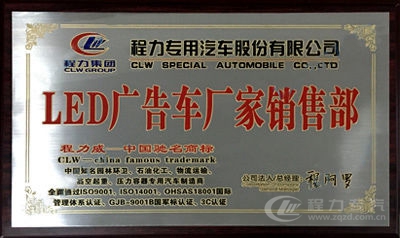 程力集团
CLW GROUP
程力专用汽车股份有限公司
CLW SPECIAL AUTOMOBILE CO.,LTD
LED广告车厂家销售部
程力威—中国驰名商标
CLW—china famous trademark
中国知名园林环卫、石油化工、物流运输、
高空起重、压力容器专用汽车制造商
全面通过ISO9001、ISO14001、OHSAS18001国际
管理体系认证、GJB-9001B国军标认证、3C认证
公司法人/总经理
程阿罗
程力汽车
www.zqzd.cn